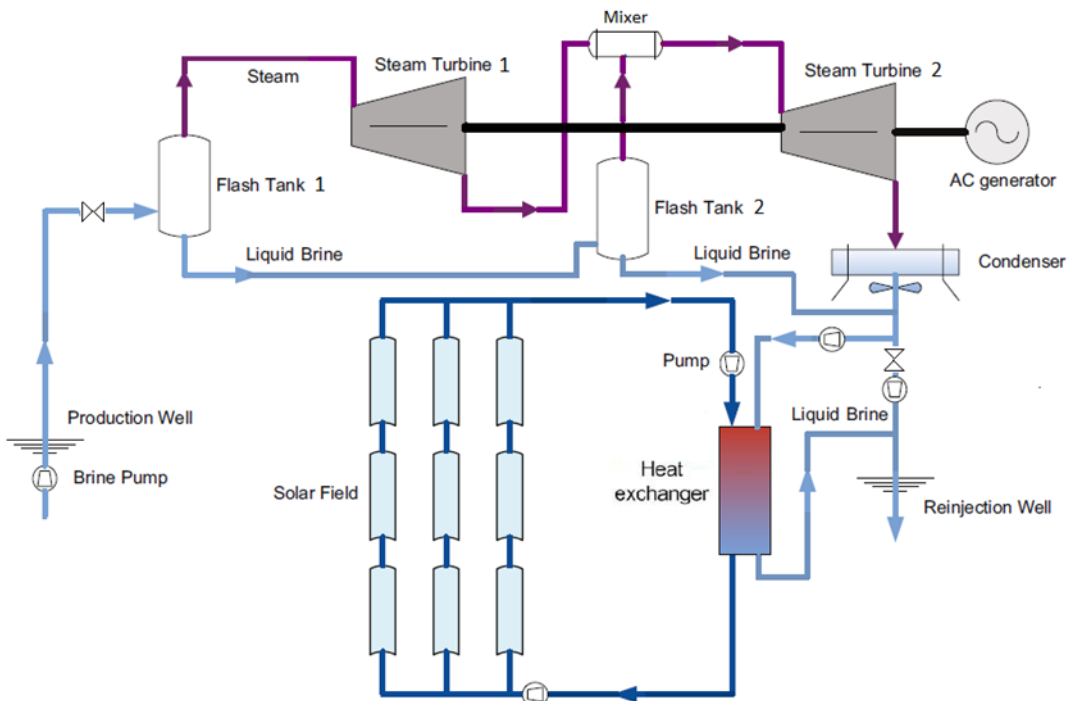 Mixer
Steam Turbine 1
Steam Turbine 2
Steam
Flash Tank 1
Flash Tank 2
AC generator
Liquid Brine
Liquid Brine
Condenser
Pump
Production Well
Liquid Brine
Brine Pump
Solar Field
Heat
exchanger
Reinjection Well